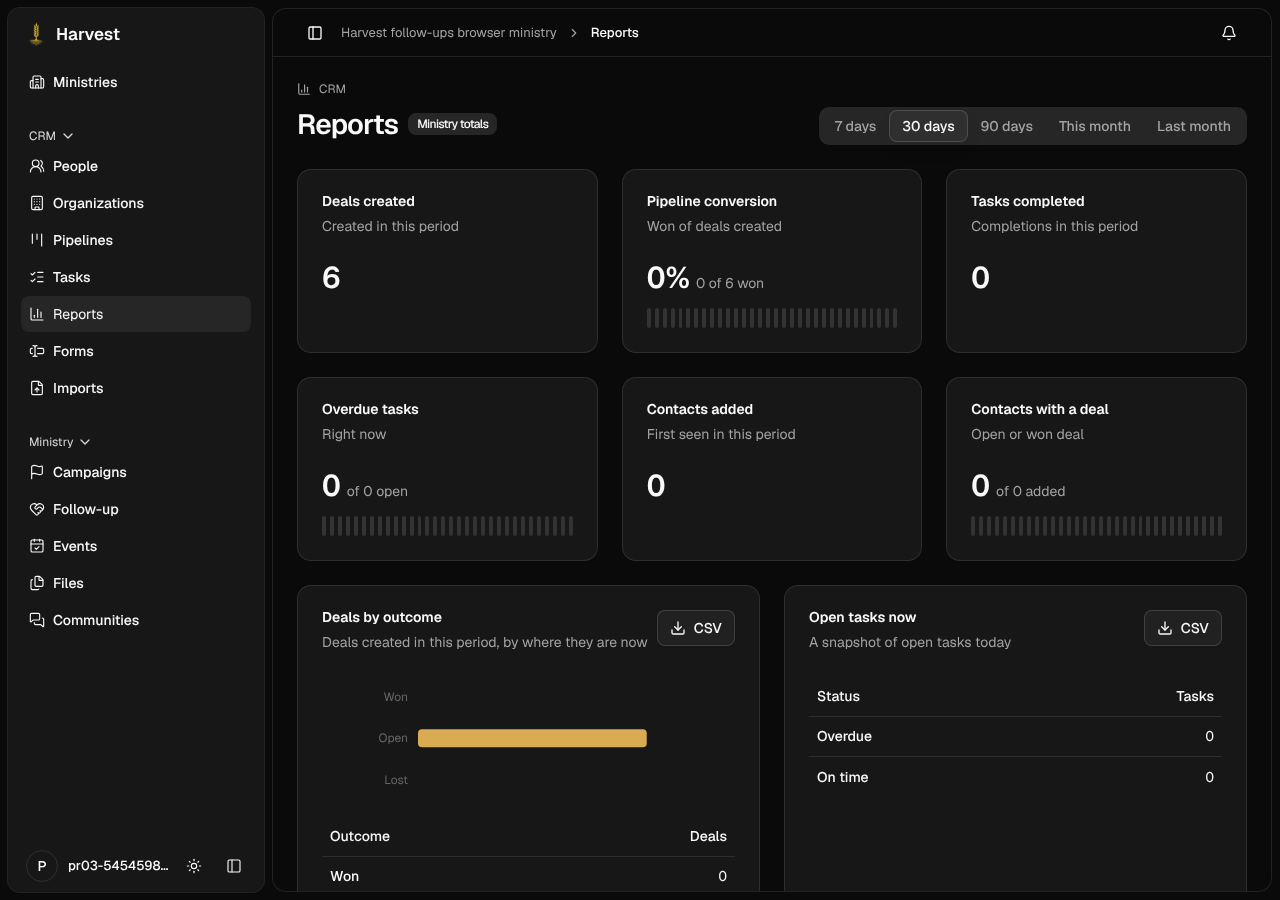 Harvest
Ministries
CRM
People
Organizations
Pipelines
Tasks
Reports
Forms
Imports
Ministry
Campaigns
Follow-up
Events
Files
Communities
P pr03-5454598...
Harvest follow-ups browser ministry > Reports
CRM
Reports Ministry totals
7 days 30 days 90 days This month Last month
Deals created
Created in this period
6
Pipeline conversion
Won of deals created
0% 0 of 6 won
Tasks completed
Completions in this period
0
Overdue tasks
Right now
0 of 0 open
Contacts added
First seen in this period
0
Contacts with a deal
Open or won deal
0 of 0 added
Deals by outcome
Deals created in this period, by where they are now
CSV
Won
Open
Lost
Outcome Deals
Won 0
Open tasks now
A snapshot of open tasks today
CSV
Status Tasks
Overdue 0
On time 0